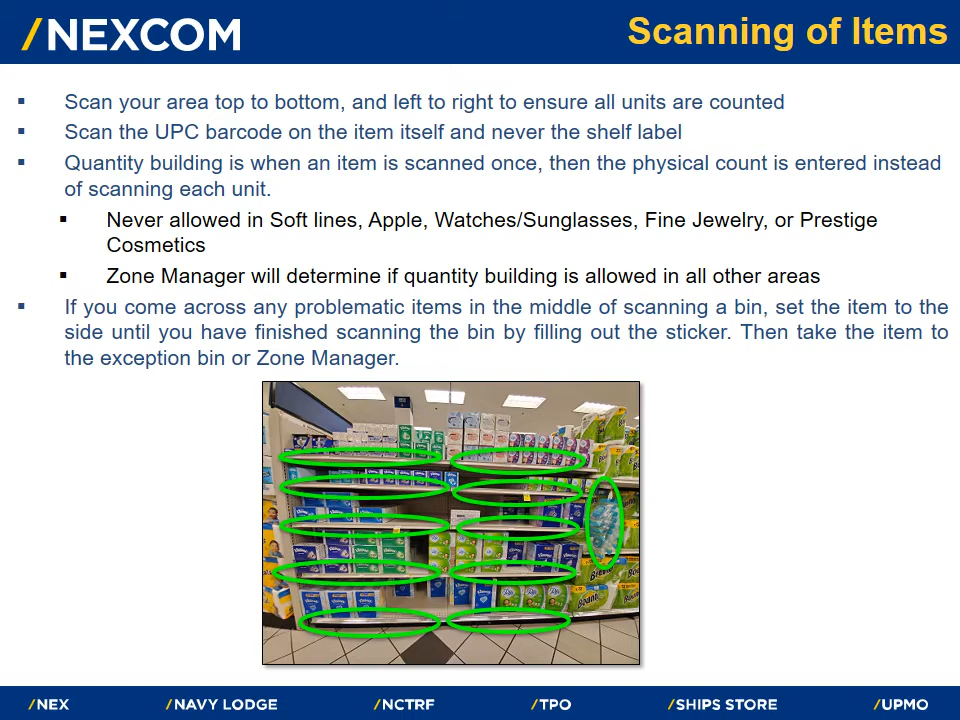 /NEXCOM
Scanning of Items
▪ Scan your area top to bottom, and left to right to ensure all units are counted
▪ Scan the UPC barcode on the item itself and never the shelf label
▪ Quantity building is when an item is scanned once, then the physical count is entered instead
of scanning each unit.
▪ Never allowed in Soft lines, Apple, Watches/Sunglasses, Fine Jewelry, or Prestige
Cosmetics
▪ Zone Manager will determine if quantity building is allowed in all other areas
▪ If you come across any problematic items in the middle of scanning a bin, set the item to the
side until you have finished scanning the bin by filling out the sticker. Then take the item to
the exception bin or Zone Manager.
Kleenex
Puffs
Bounty
/NEX /NAVY LODGE /NCTRF /TPO /SHIPS STORE /UPMO